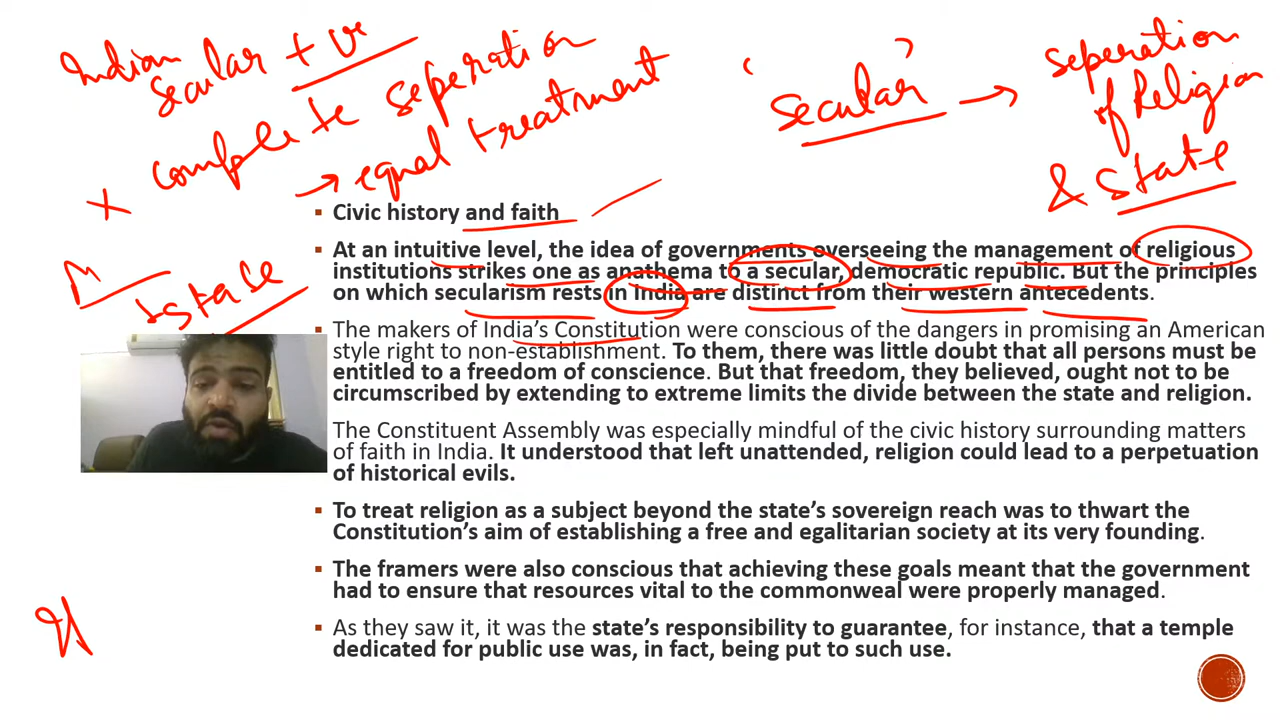 Indian
secular + ve
× complete seperation
→ equal treatment
' secular ' →
seperation
of Religion
& state
→ state
▪ Civic history and faith
▪ At an intuitive level, the idea of governments overseeing the management of religious
institutions strikes one as anathema to a secular, democratic republic. But the principles
on which secularism rests in India are distinct from their western antecedents.
▪ The makers of India's Constitution were conscious of the dangers in promising an American
style right to non-establishment. To them, there was little doubt that all persons must be
entitled to a freedom of conscience. But that freedom, they believed, ought not to be
circumscribed by extending to extreme limits the divide between the state and religion.
The Constituent Assembly was especially mindful of the civic history surrounding matters
of faith in India. It understood that left unattended, religion could lead to a perpetuation
of historical evils.
▪ To treat religion as a subject beyond the state's sovereign reach was to thwart the
Constitution's aim of establishing a free and egalitarian society at its very founding.
▪ The framers were also conscious that achieving these goals meant that the government
had to ensure that resources vital to the commonweal were properly managed.
▪ As they saw it, it was the state's responsibility to guarantee, for instance, that a temple
dedicated for public use was, in fact, being put to such use.